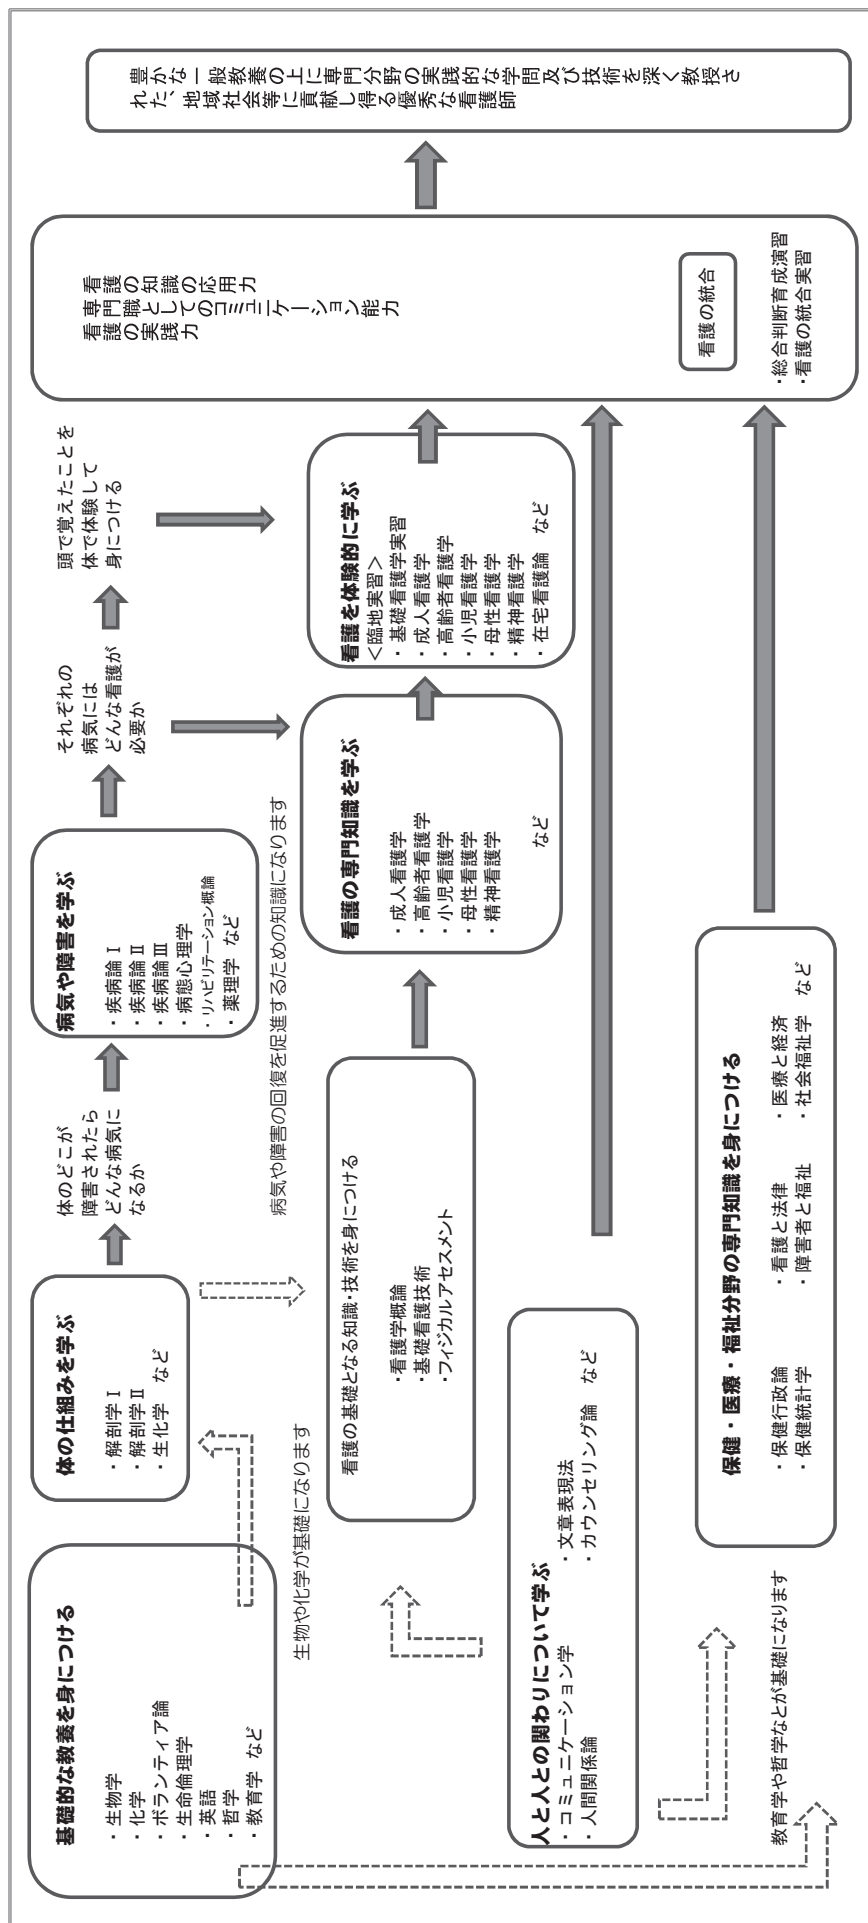 基礎的な教養を身につける
・生物学
・化学
・ボランティア論
・生命倫理学
・英語
・哲学
・教育学 など
体の仕組みを学ぶ
・解剖学Ⅰ
・解剖学Ⅱ
・生化学 など
体のどこが
障害されたら
どんな病気に
なるか
病気や障害を学ぶ
・疾病論Ⅰ
・疾病論Ⅱ
・疾病論Ⅲ
・病態心理学
・リハビリテーション概論
・薬理学 など
それぞれの
病気には
どんな看護が
必要か
頭で覚えたことを
体で体験して
身につける
生物や化学が基礎になります
病気や障害の回復を促進するための知識になります
看護の基礎となる知識・技術を身につける
・看護学概論
・基礎看護技術
・フィジカルアセスメント
看護の専門知識を学ぶ
・成人看護学
・高齢者看護学
・小児看護学
・母性看護学
・精神看護学
など
看護を体験的に学ぶ
<臨地実習>
・基礎看護学実習
・成人看護学
・高齢者看護学
・小児看護学
・母性看護学
・精神看護学
・在宅看護論 など
人と人との関わりについて学ぶ
・コミュニケーション学 ・文章表現法
・人間関係論 ・カウンセリング論 など
保健・医療・福祉分野の専門知識を身につける
・保健行政論 ・看護と法律 ・医療と経済
・保健統計学 ・障害者と福祉 ・社会福祉学 など
教育学や哲学などが基礎になります
看護の知識の応用力
専門職としてのコミュニケーション能力
看護の実践力
看護の統合
・総合判断育成演習
・看護の統合実習
豊かな一般教養の上に専門分野の実践的な学問及び技術を深く教授さ
れた、地域社会等に貢献し得る優秀な看護師